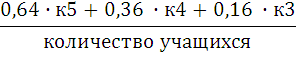 0,64 · к5 + 0,36 · к4 + 0,16 · к3
количество учащихся